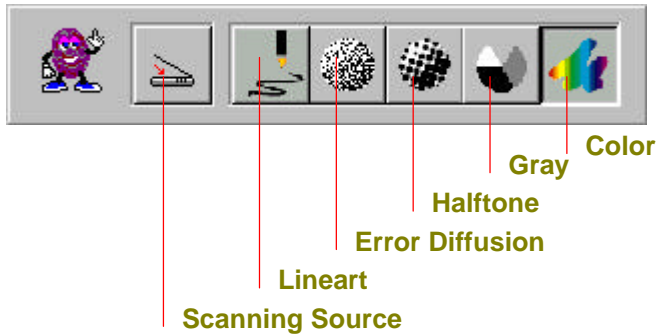 Color
Gray
Halftone
Error Diffusion
Lineart
Scanning Source